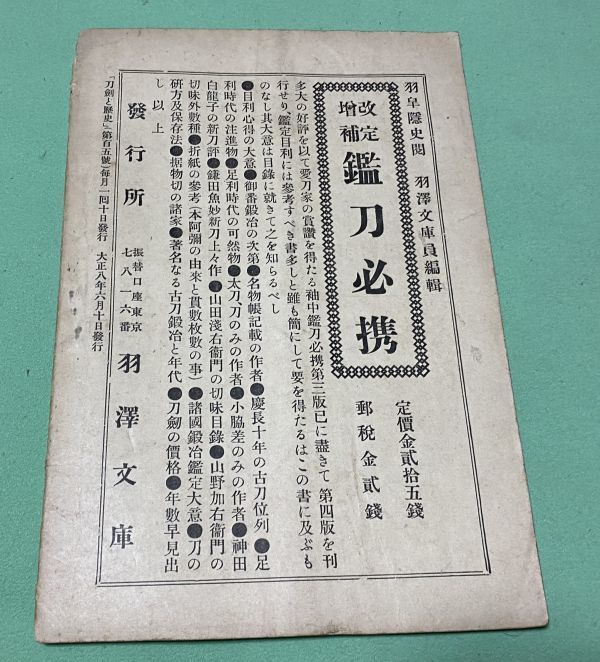 羽皐隱史閲　羽澤文庫員編輯
改定增補　鑑刀必携
定價金貳拾五錢
郵稅金貳錢
多大の好評を以て愛刀家の賞讚を得たる袖中鑑刀必携第三版已に盡きて 第四版を刊
行せり、鑑定目利には參考すべき書多しと雖も簡にして要を得たるはこの書に及ぶも
のなし其大意は目錄に就きて之を知らるべし
●目利心得の大意●御番鍛冶の次第●名物帳記載の作者●慶長十年の古刀位列●足
利時代の注進物●足利時代の可然物●太刀、刀のみの作者●小脇差のみの作者●神田
白龍子の新刀評●鎌田魚妙新刀上々作●山田淺右衞門の切味目錄●山野加右衞門の
切味外數種●折紙の參考(本阿彌の由來と貫數枚數の事)●諸國鍛冶鑑定大意●刀の
研方及保存法●据物切の諸家●著名なる古刀鍛冶と年代●刀劍の價格●年數早見出
し以上
發行所　振替口座東京七八一六番　羽澤文庫
「刀劍と歷史」（第百五號）每月一回十日發行　大正八年六月十日發行